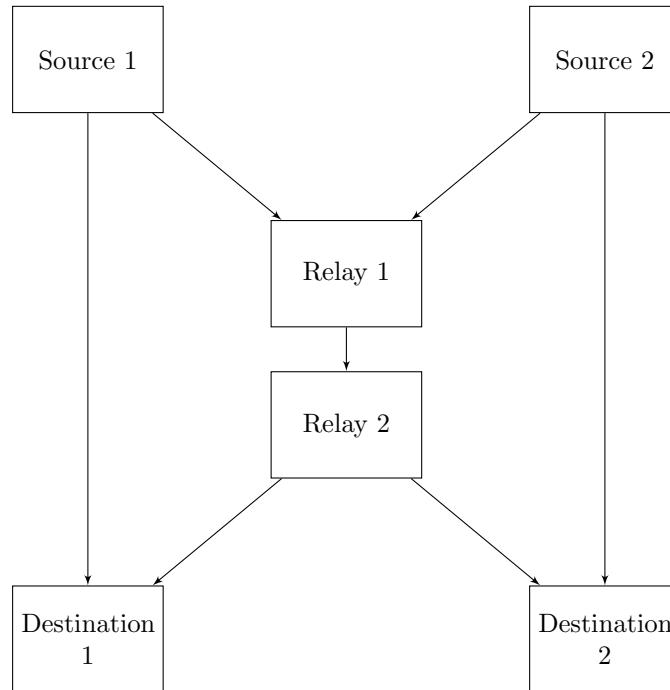 Source 1
Source 2
Relay 1
Relay 2
Destination
1
Destination
2